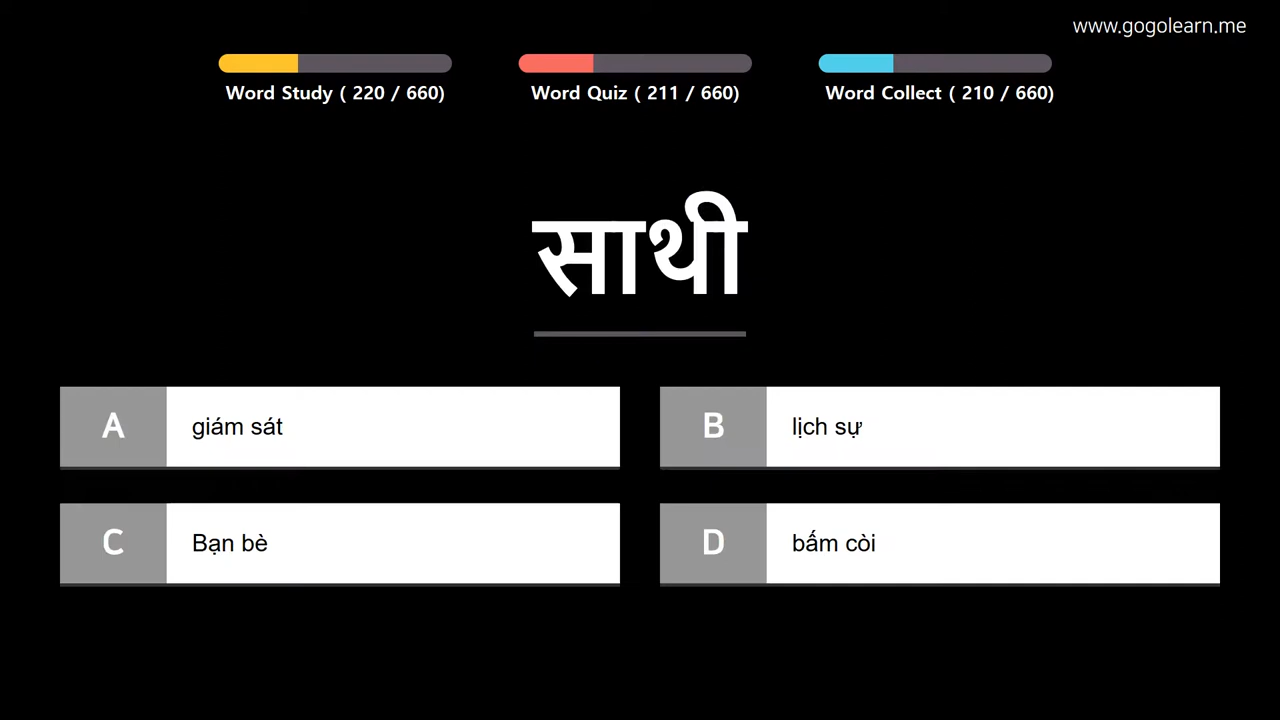 www.gogolearn.me
Word Study ( 220 / 660)
Word Quiz ( 211 / 660)
Word Collect ( 210 / 660)
साथी
A
giám sát
B
lịch sự
C
Bạn bè
D
bấm còi